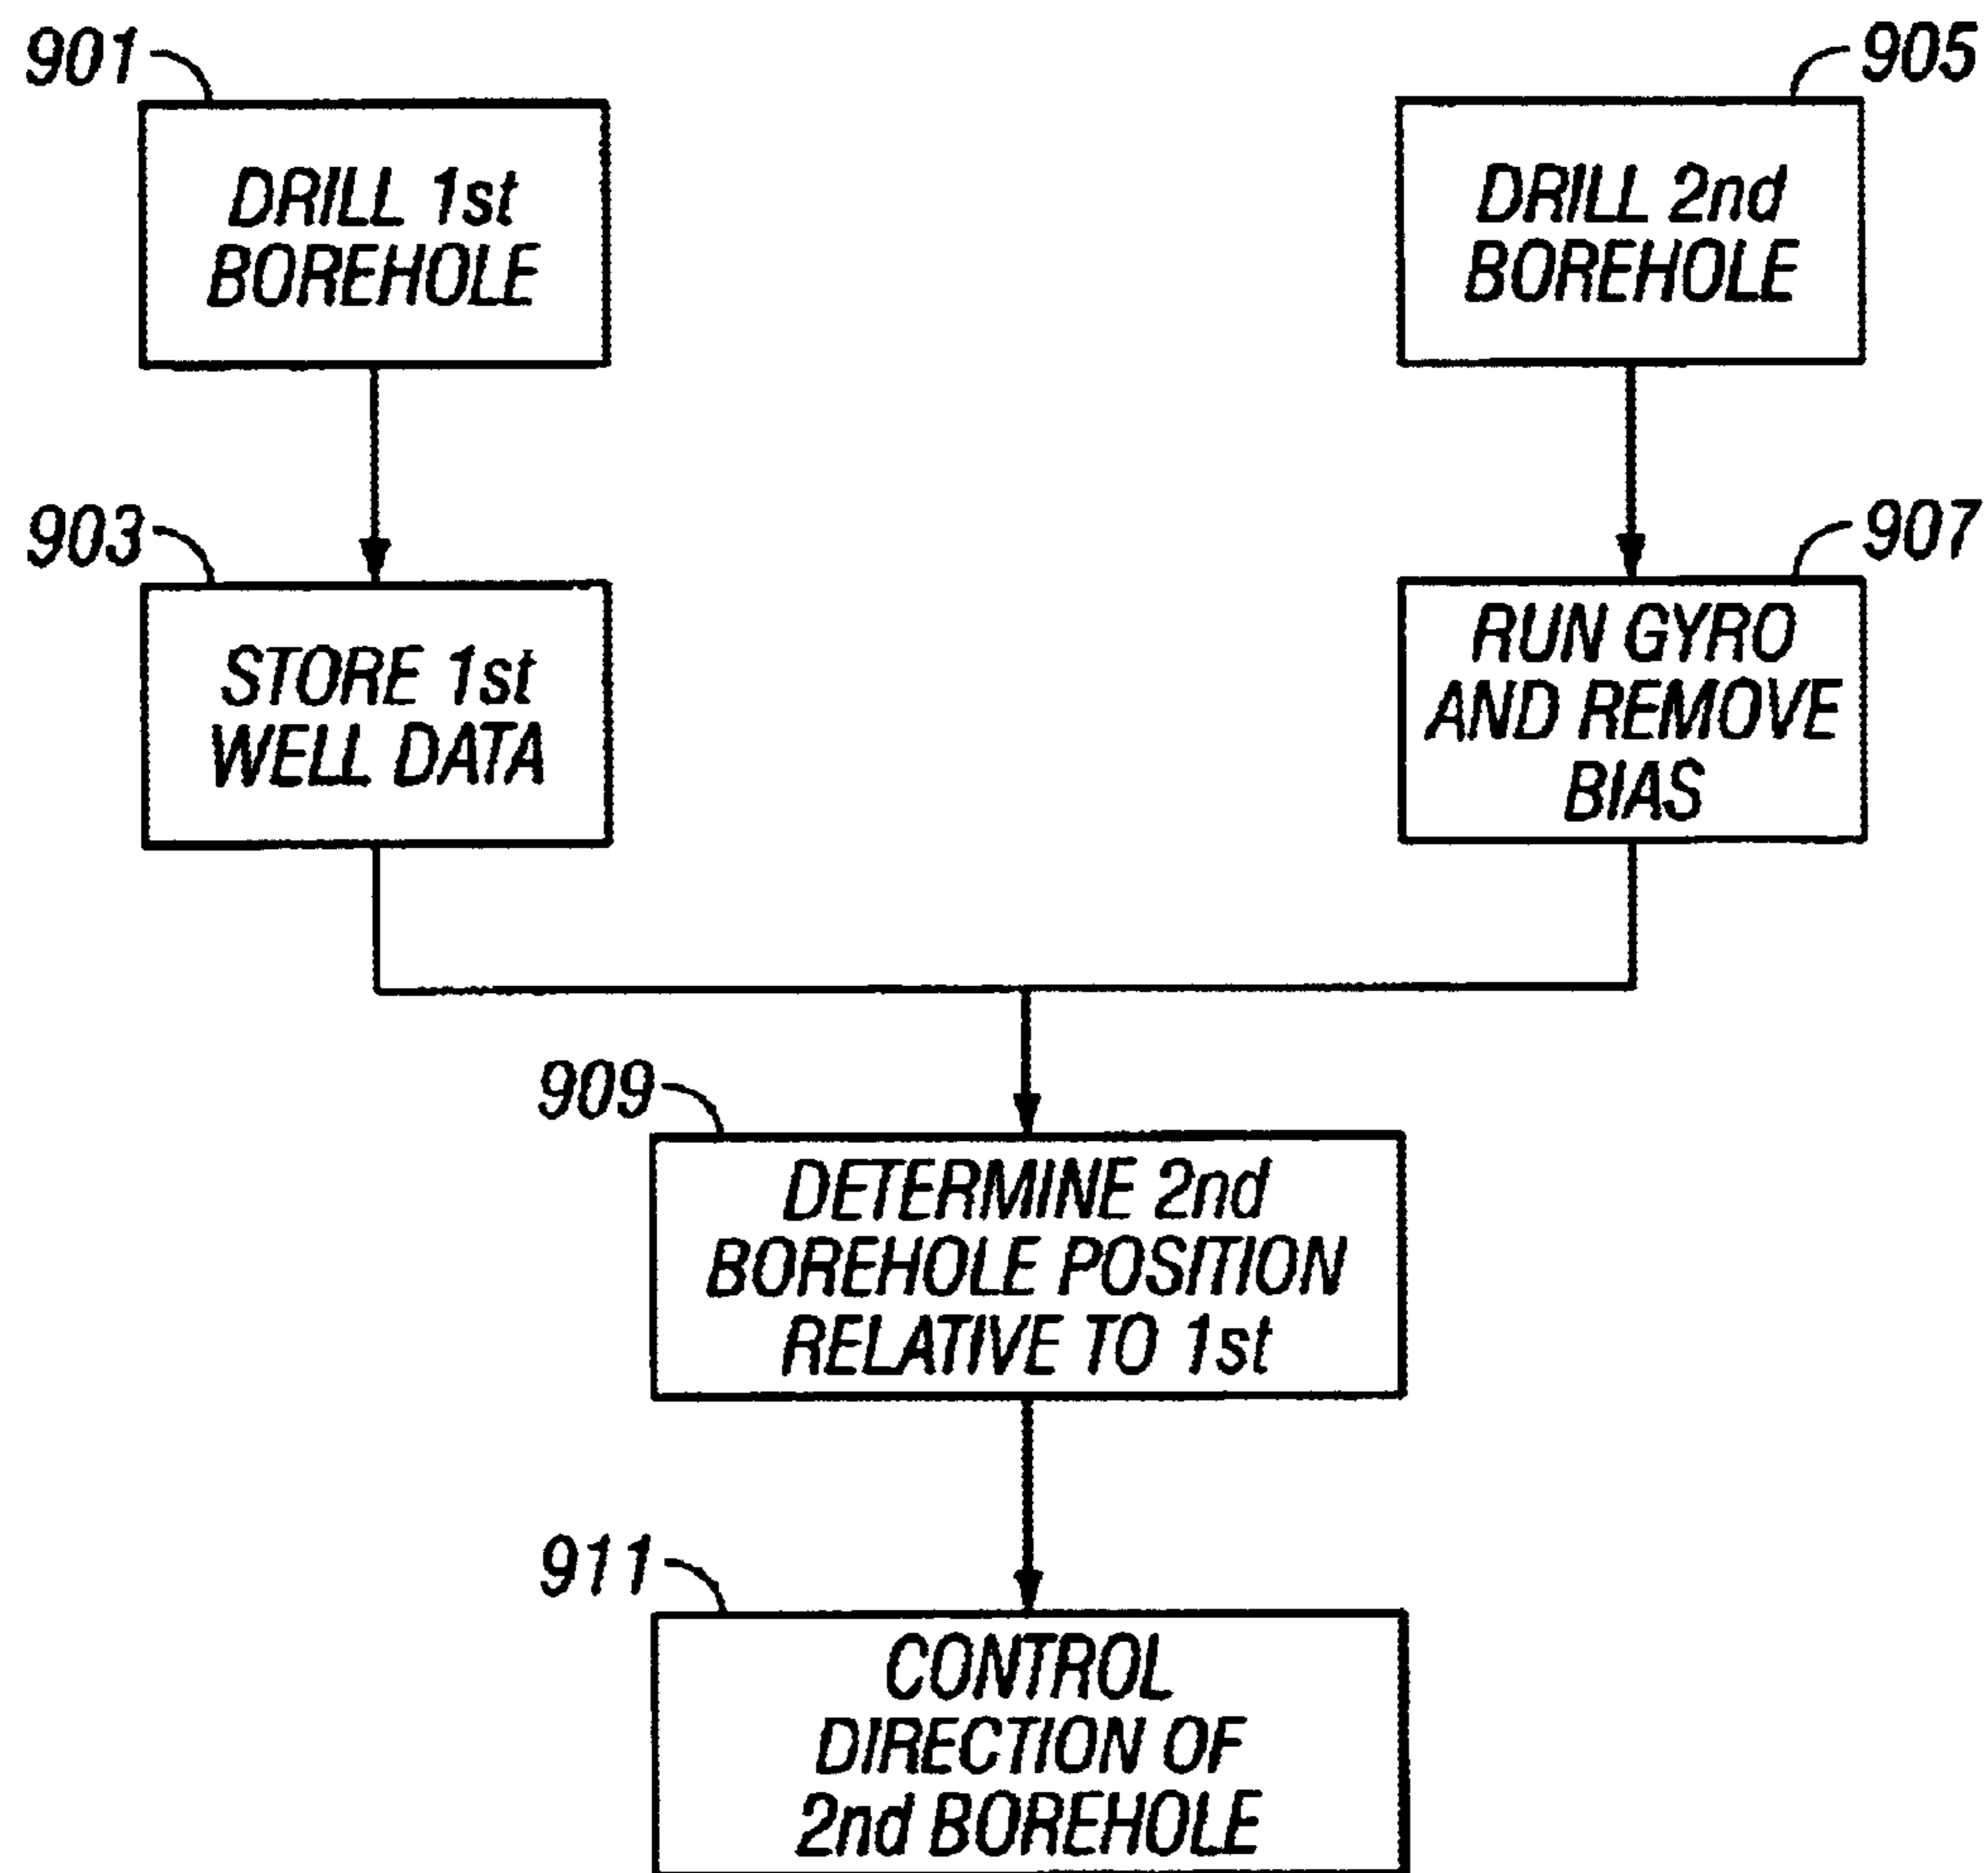 901
DRILL 1st
BOREHOLE
905
DRILL 2nd
BOREHOLE
903
STORE 1st
WELL DATA
907
RUN GYRO
AND REMOVE
BIAS
909
DETERMINE 2nd
BOREHOLE POSITION
RELATIVE TO 1st
911
CONTROL
DIRECTION OF
2nd BOREHOLE